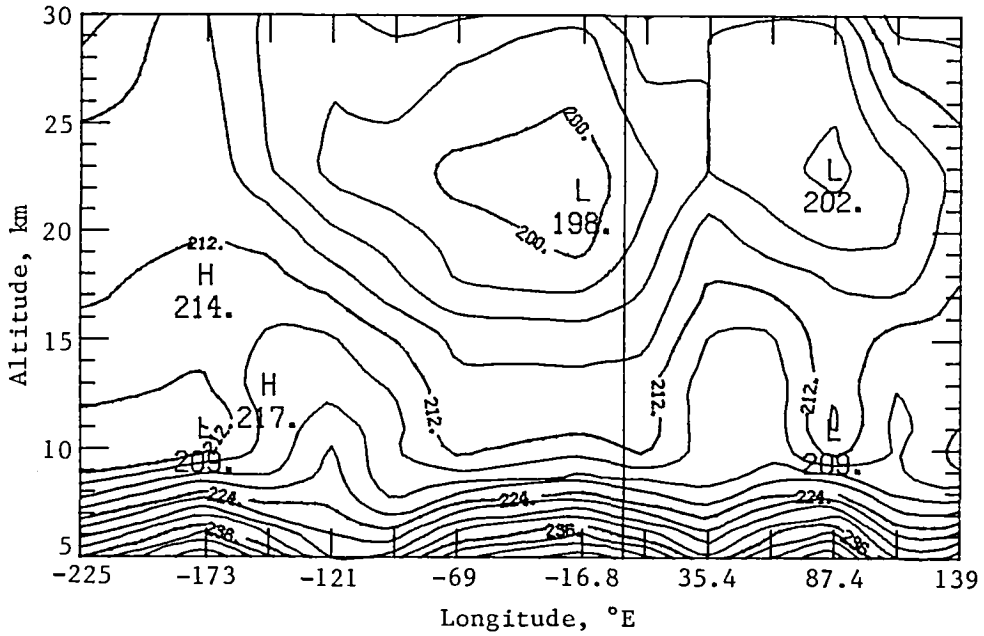 30
25
20
15
10
5
Altitude, km
200.
L
198.
200.
L
202.
212.
H
214.
H
217.
L
212.
209.
212.
212.
212.
L
209.
224.
224.
224.
236.
236.
236.
-225 -173 -121 -69 -16.8 35.4 87.4 139
Longitude, °E